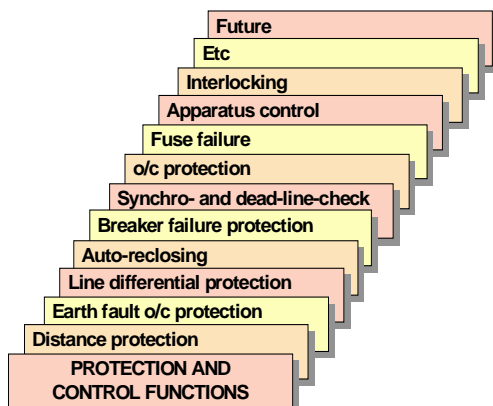 Future
Etc
Interlocking
Apparatus control
Fuse failure
o/c protection
Synchro- and dead-line-check
Breaker failure protection
Auto-reclosing
Line differential protection
Earth fault o/c protection
Distance protection
PROTECTION AND
CONTROL FUNCTIONS